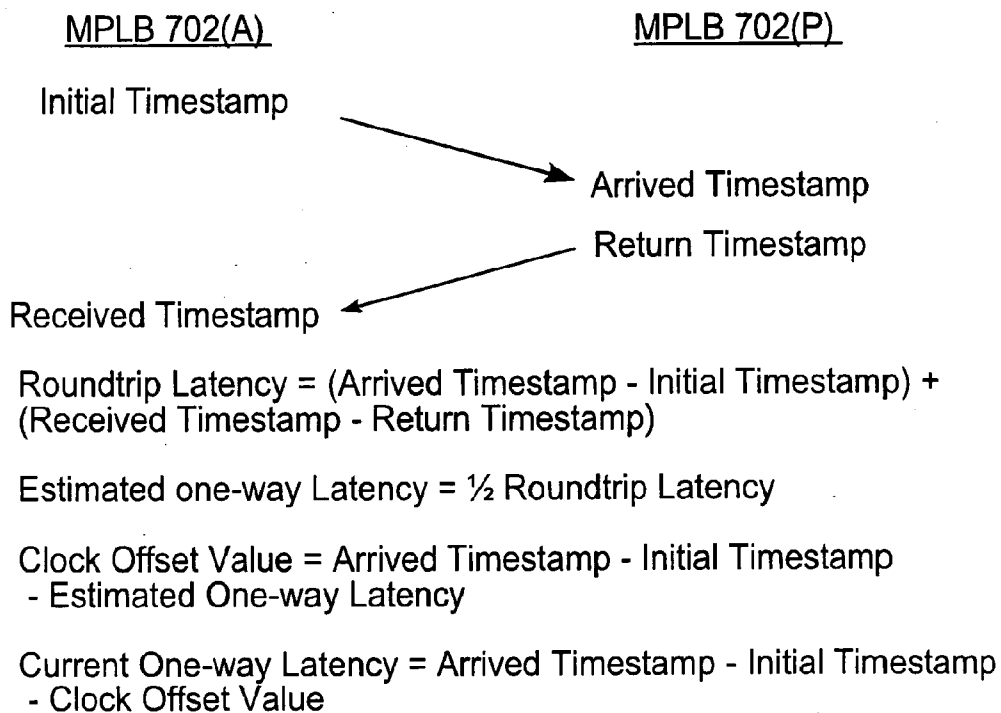 MPLB 702(A)
MPLB 702(P)
Initial Timestamp
Arrived Timestamp
Return Timestamp
Received Timestamp
Roundtrip Latency = (Arrived Timestamp - Initial Timestamp) +
(Received Timestamp - Return Timestamp)
Estimated one-way Latency = ½ Roundtrip Latency
Clock Offset Value = Arrived Timestamp - Initial Timestamp
- Estimated One-way Latency
Current One-way Latency = Arrived Timestamp - Initial Timestamp
- Clock Offset Value